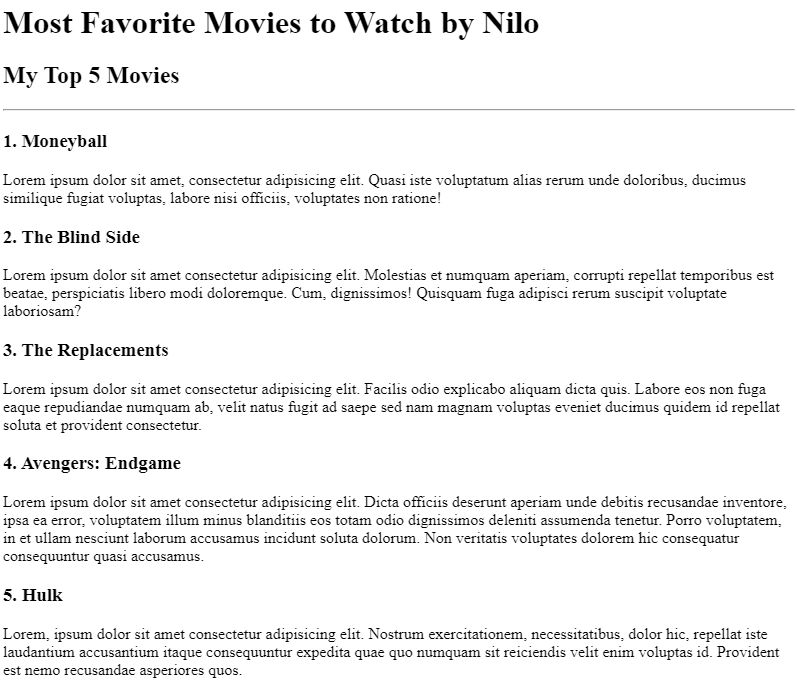 Most Favorite Movies to Watch by Nilo
My Top 5 Movies
1. Moneyball
Lorem ipsum dolor sit amet, consectetur adipisicing elit. Quasi iste voluptatum alias rerum unde doloribus, ducimus
similique fugiat voluptas, labore nisi officiis, voluptates non ratione!
2. The Blind Side
Lorem ipsum dolor sit amet consectetur adipisicing elit. Molestias et numquam aperiam, corrupti repellat temporibus est
beatae, perspiciatis libero modi doloremque. Cum, dignissimos! Quisquam fuga adipisci rerum suscipit voluptate
laboriosam?
3. The Replacements
Lorem ipsum dolor sit amet consectetur adipisicing elit. Facilis odio explicabo aliquam dicta quis. Labore eos non fuga
eaque repudiandae numquam ab, velit natus fugit ad saepe sed nam magnam voluptas eveniet ducimus quidem id repellat
soluta et provident consectetur.
4. Avengers: Endgame
Lorem ipsum dolor sit amet consectetur adipisicing elit. Dicta officiis deserunt aperiam unde debitis recusandae inventore,
ipsa ea error, voluptatem illum minus blanditiis eos totam odio dignissimos deleniti assumenda tenetur. Porro voluptatem,
in et ullam nesciunt laborum accusamus incidunt soluta dolorum. Non veritatis voluptates dolorem hic consequatur
consequuntur quasi accusamus.
5. Hulk
Lorem, ipsum dolor sit amet consectetur adipisicing elit. Nostrum exercitationem, necessitatibus, dolor hic, repellat iste
laudantium accusantium itaque consequuntur expedita quae quo numquam sit reiciendis velit enim voluptas id. Provident
est nemo recusandae asperiores quos.